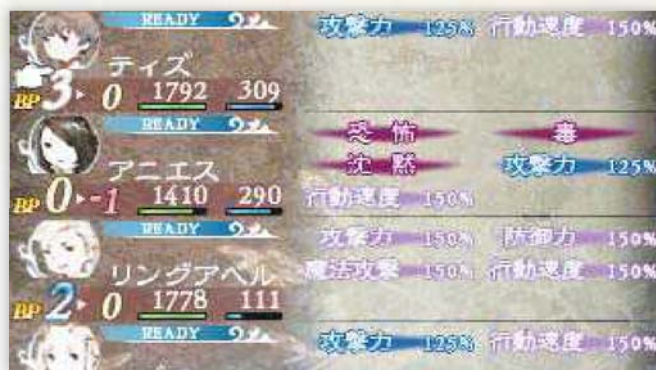 READY 攻撃力 125% 行動速度 150%
ティズ
BP 3 0 1792 309
READY 恐怖 毒
アニエス 沈黙 攻撃力 125%
BP 0 -1 1410 290 行動速度 150%
READY 攻撃力 150% 防御力 150%
リングアベル 魔法攻撃 150% 行動速度 150%
BP 2 0 1778 111
READY 攻撃力 125% 行動速度 150%